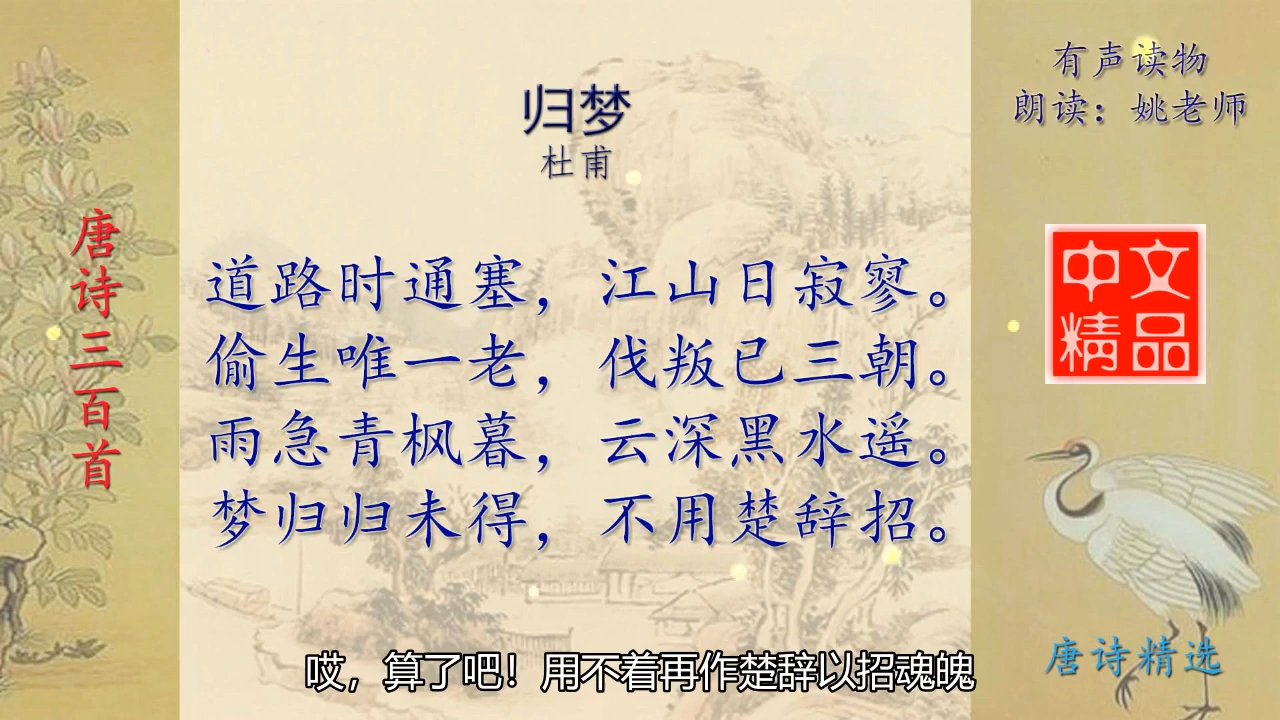 归梦
杜甫
道路时通塞，江山日寂寥。
偷生唯一老，伐叛已三朝。
雨急青枫暮，云深黑水遥。
梦归归未得，不用楚辞招。
唐诗三百首
有声读物
朗读：姚老师
中文
精品
唐诗精选
哎，算了吧！用不着再作楚辞以招魂魄